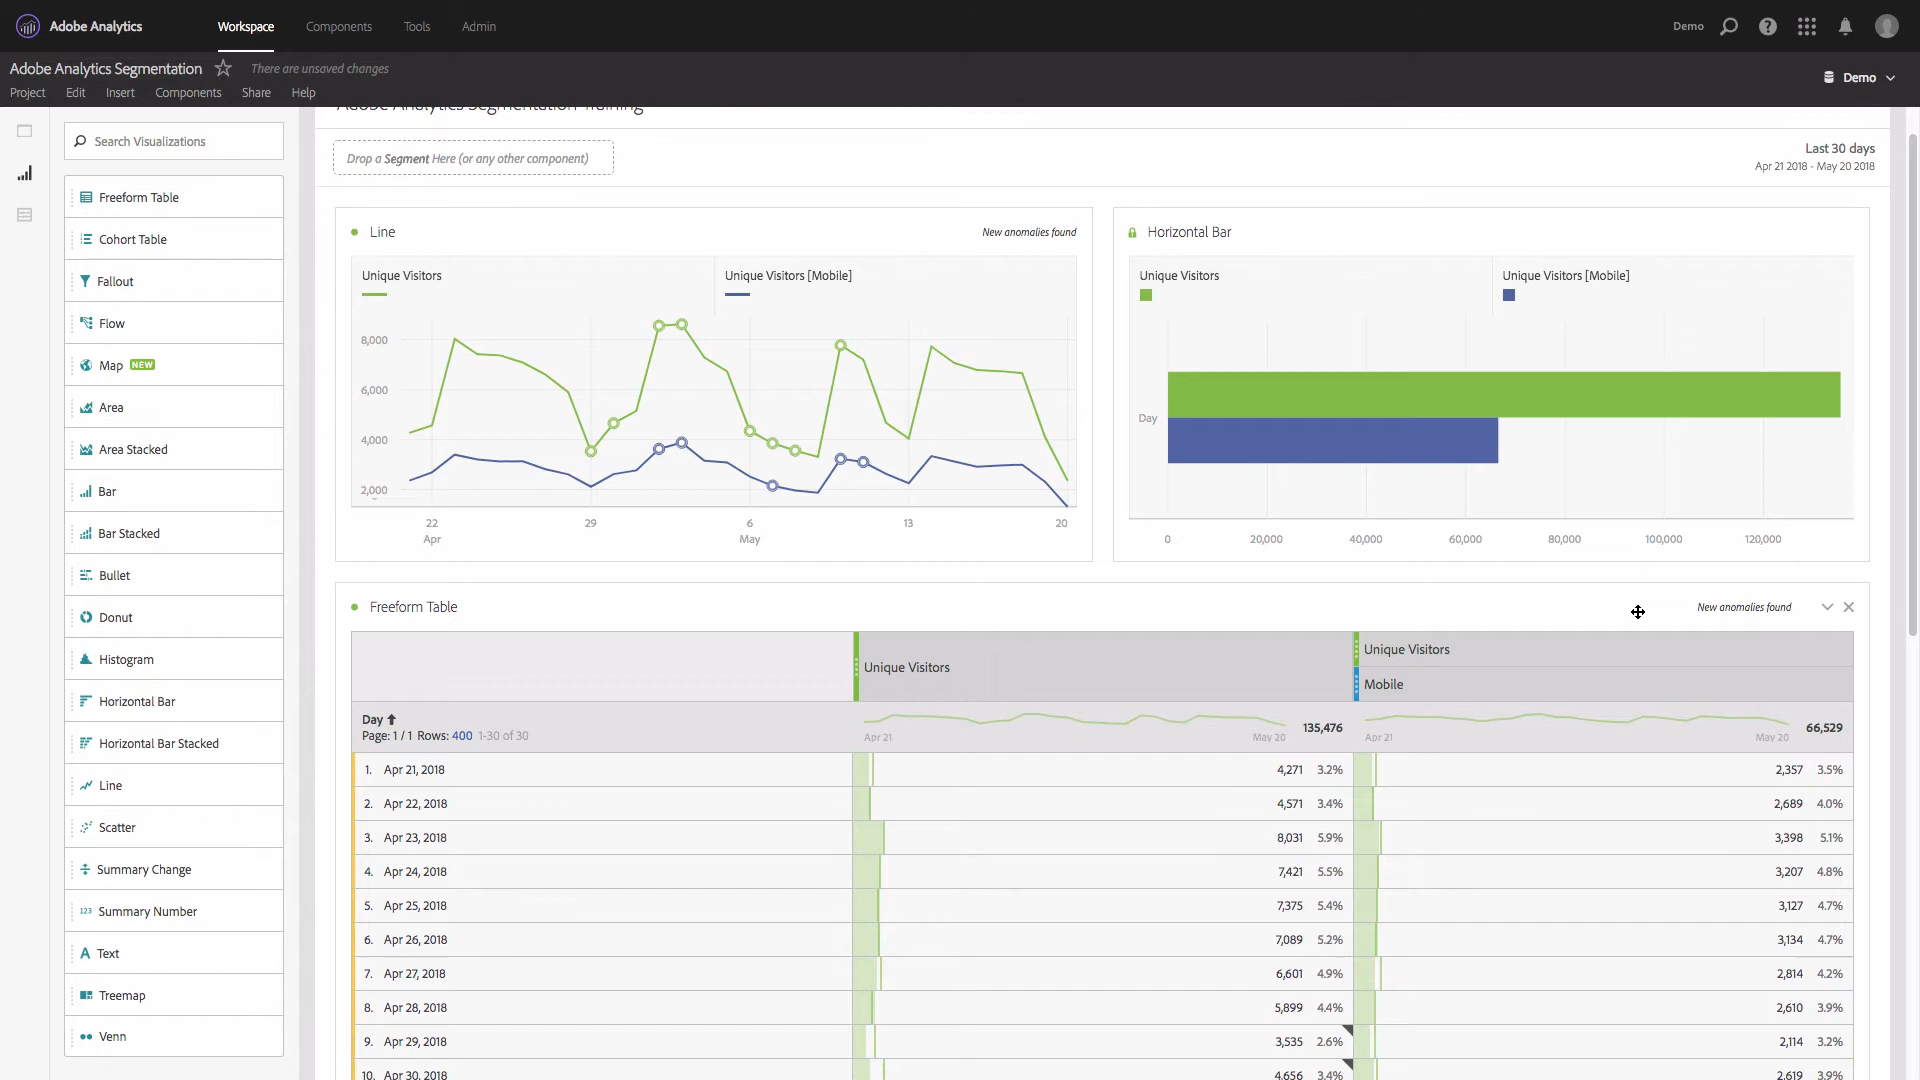 Adobe Analytics
Workspace
Components
Tools
Admin
Demo
Adobe Analytics Segmentation
There are unsaved changes
Demo
Project
Edit
Insert
Components
Share
Help
Adobe Analytics Segmentation Training
Search Visualizations
Freeform Table
Cohort Table
Fallout
Flow
Map NEW
Area
Area Stacked
Bar
Bar Stacked
Bullet
Donut
Histogram
Horizontal Bar
Horizontal Bar Stacked
Line
Scatter
Summary Change
123 Summary Number
A Text
Treemap
Venn
Drop a Segment Here (or any other component)
Last 30 days
Apr 21 2018 - May 20 2018
Line
New anomalies found
Unique Visitors
Unique Visitors [Mobile]
8,000
6,000
4,000
2,000
22
29
6
13
20
Apr
May
Horizontal Bar
Unique Visitors
Unique Visitors [Mobile]
Day
0
20,000
40,000
60,000
80,000
100,000
120,000
Freeform Table
New anomalies found
Unique Visitors
Unique Visitors
Mobile
Day
Page: 1 / 1 Rows: 400 1-30 of 30
Apr 21
May 20
135,476
Apr 21
May 20
66,529
1. Apr 21, 2018 4,271 3.2% 2,357 3.5%
2. Apr 22, 2018 4,571 3.4% 2,689 4.0%
3. Apr 23, 2018 8,031 5.9% 3,398 5.1%
4. Apr 24, 2018 7,421 5.5% 3,207 4.8%
5. Apr 25, 2018 7,375 5.4% 3,127 4.7%
6. Apr 26, 2018 7,089 5.2% 3,134 4.7%
7. Apr 27, 2018 6,601 4.9% 2,814 4.2%
8. Apr 28, 2018 5,899 4.4% 2,610 3.9%
9. Apr 29, 2018 3,535 2.6% 2,114 3.2%
10. Apr 30, 2018 4,656 3.4% 2,619 3.9%